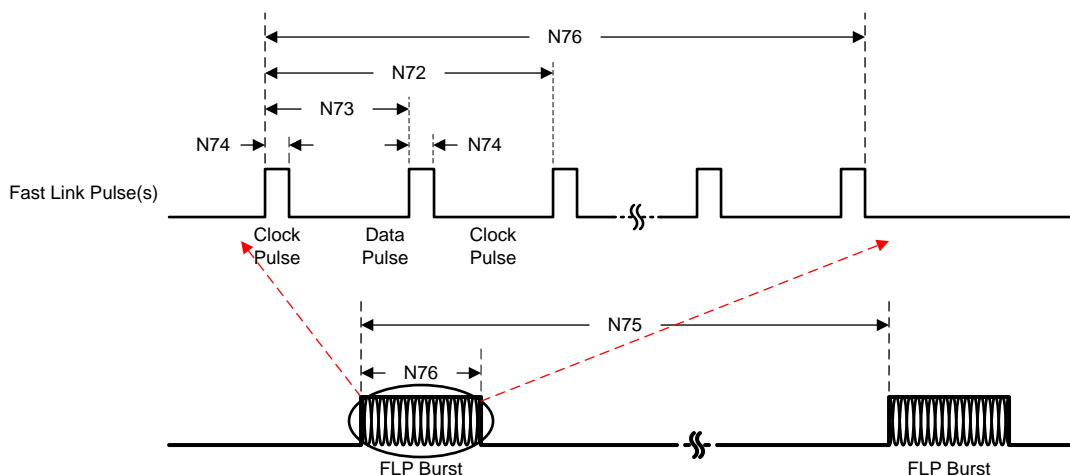 N76
N72
N73
N74
N74
Fast Link Pulse(s)
Clock
Pulse
Data
Pulse
Clock
Pulse
N75
N76
FLP Burst
FLP Burst